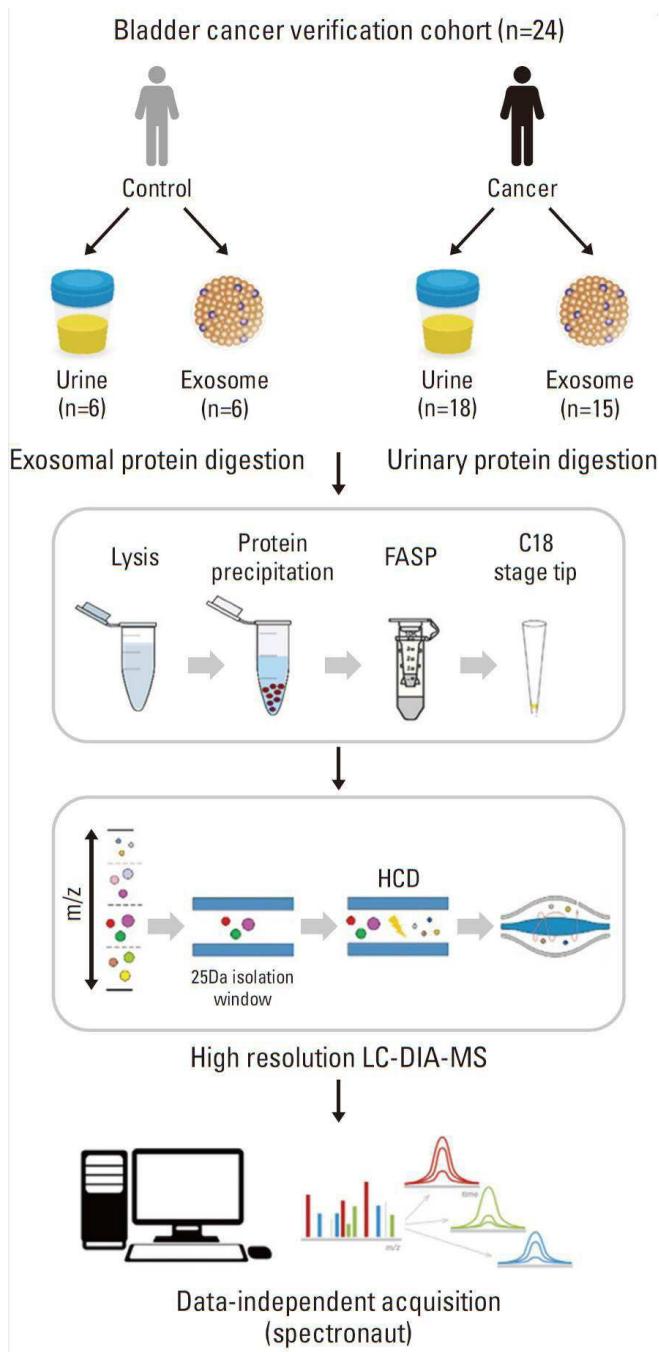 Bladder cancer verification cohort (n=24)
Control
Cancer
Urine
(n=6)
Exosome
(n=6)
Urine
(n=18)
Exosome
(n=15)
Exosomal protein digestion
Urinary protein digestion
Lysis
Protein
precipitation
FASP
C18
stage tip
m/z
25Da isolation
window
HCD
High resolution LC-DIA-MS
time
m/z
Data-independent acquisition
(spectronaut)